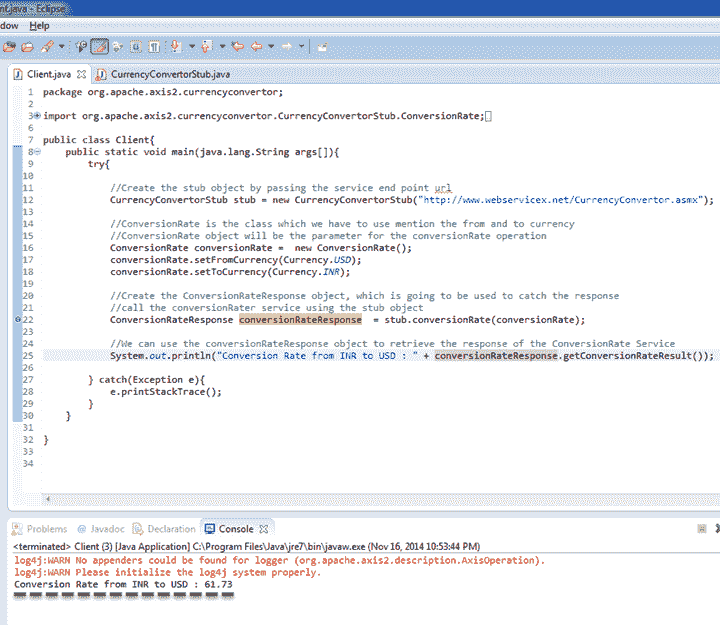 nt.java - Eclipse
dow Help
Client.java CurrencyConvertorStub.java
1 package org.apache.axis2.currencyconvertor;
2
3 import org.apache.axis2.currencyconvertor.CurrencyConvertorStub.ConversionRate;
6
7 public class Client{
8 public static void main(java.lang.String args[]){
9 try{
10
11 //Create the stub object by passing the service end point url
12 CurrencyConvertorStub stub = new CurrencyConvertorStub("http://www.webservicex.net/CurrencyConvertor.asmx");
13
14 //ConversionRate is the class which we have to use mention the from and to currency
15 //ConversionRate object will be the parameter for the conversionRate operation
16 ConversionRate conversionRate = new ConversionRate();
17 conversionRate.setFromCurrency(Currency.USD);
18 conversionRate.setToCurrency(Currency.INR);
19
20 //Create the ConversionRateResponse object, which is going to be used to catch the response
21 //call the conversionRater service using the stub object
22 ConversionRateResponse conversionRateResponse = stub.conversionRate(conversionRate);
23
24 //We can use the conversionRateResponse object to retrieve the response of the ConversionRate Service
25 System.out.println("Conversion Rate from INR to USD : " + conversionRateResponse.getConversionRateResult());
26
27 } catch(Exception e){
28 e.printStackTrace();
29 }
30 }
31
32 }
33
34
Problems @ Javadoc Declaration Console
<terminated> Client (3) [Java Application] C:\Program Files\Java\jre7\bin\javaw.exe (Nov 16, 2014 10:53:44 PM)
log4j:WARN No appenders could be found for logger (org.apache.axis2.description.AxisOperation).
log4j:WARN Please initialize the log4j system properly.
Conversion Rate from INR to USD : 61.73